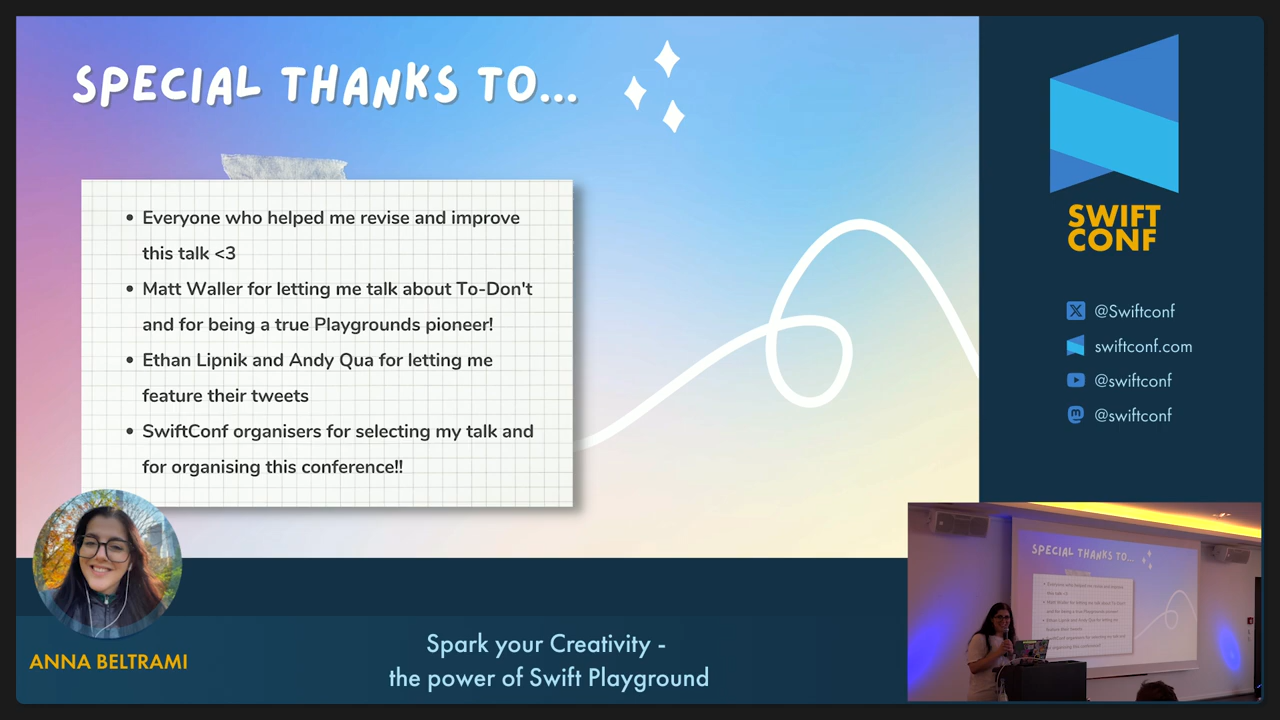 SPECIAL THANKS TO...
• Everyone who helped me revise and improve
this talk <3
• Matt Waller for letting me talk about To-Don't
and for being a true Playgrounds pioneer!
• Ethan Lipnik and Andy Qua for letting me
feature their tweets
• SwiftConf organisers for selecting my talk and
for organising this conference!!
SWIFT
CONF
@Swiftconf
swiftconf.com
@swiftconf
@swiftconf
ANNA BELTRAMI
Spark your Creativity -
the power of Swift Playground
SPECIAL THANKS TO...